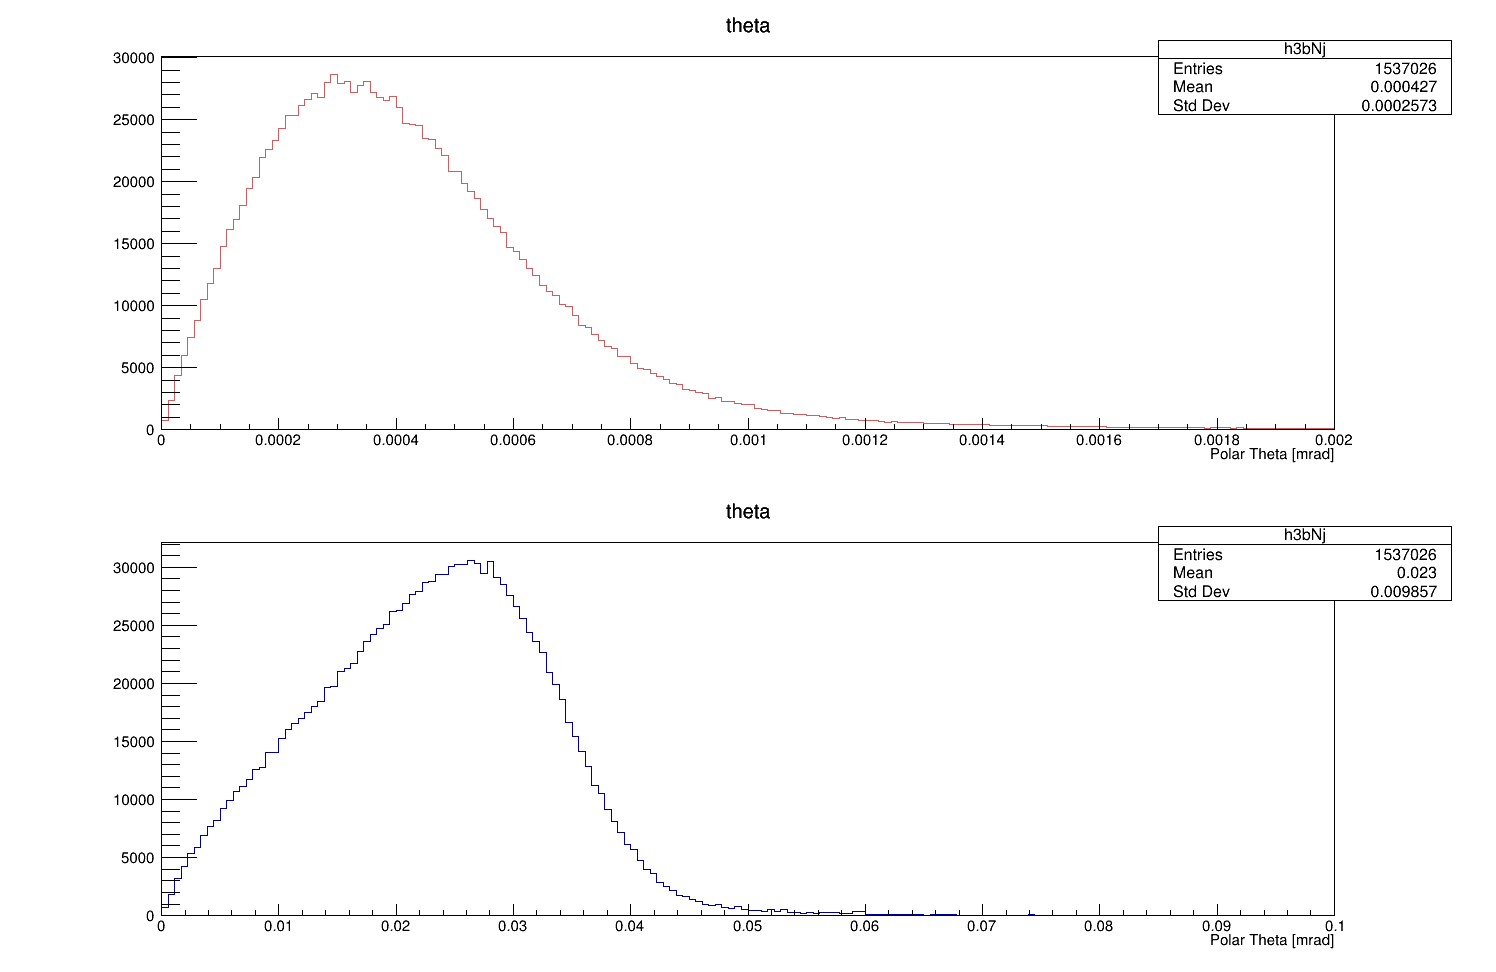 theta
h3bNj
Entries 1537026
Mean 0.000427
Std Dev 0.0002573
30000
25000
20000
15000
10000
5000
0
0 0.0002 0.0004 0.0006 0.0008 0.001 0.0012 0.0014 0.0016 0.0018 0.002
Polar Theta [mrad]
theta
h3bNj
Entries 1537026
Mean 0.023
Std Dev 0.009857
30000
25000
20000
15000
10000
5000
0
0 0.01 0.02 0.03 0.04 0.05 0.06 0.07 0.08 0.09 0.1
Polar Theta [mrad]